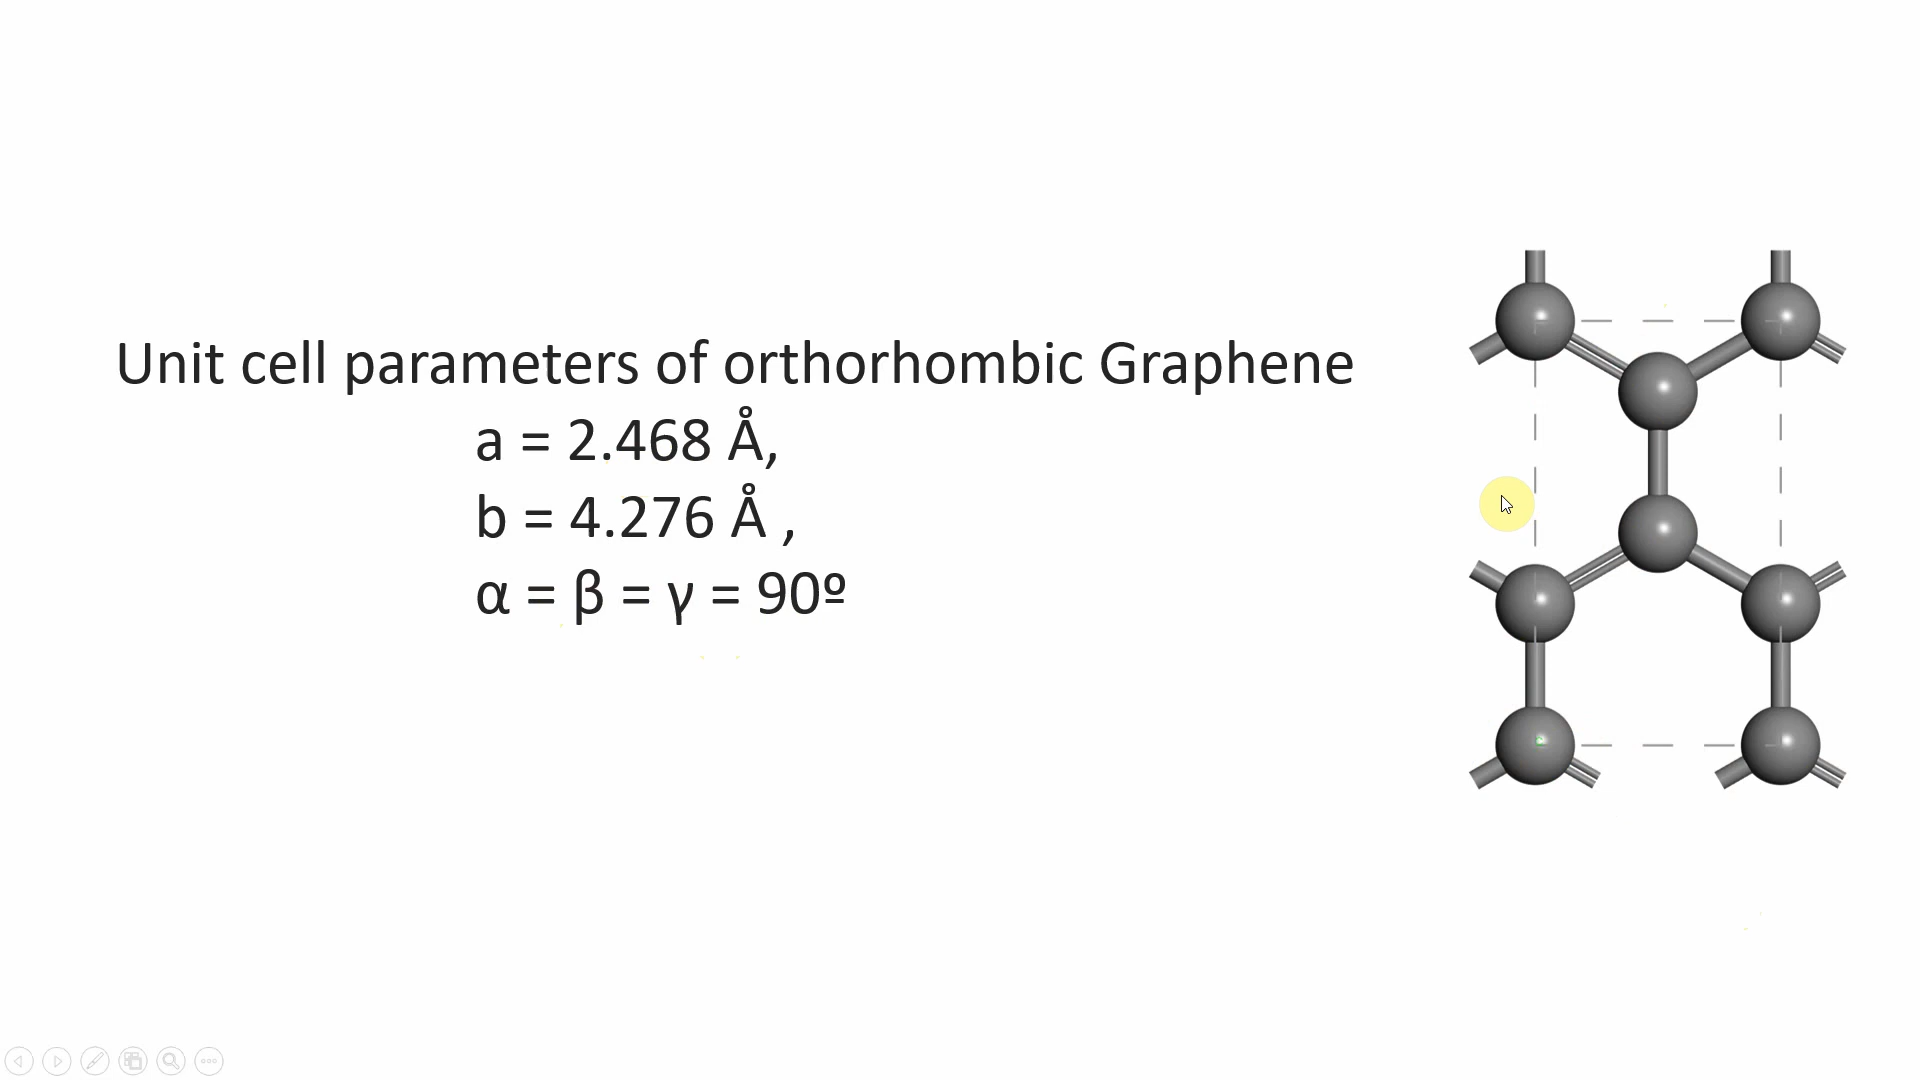 Unit cell parameters of orthorhombic Graphene
a = 2.468 Å,
b = 4.276 Å ,
α = β = γ = 90º